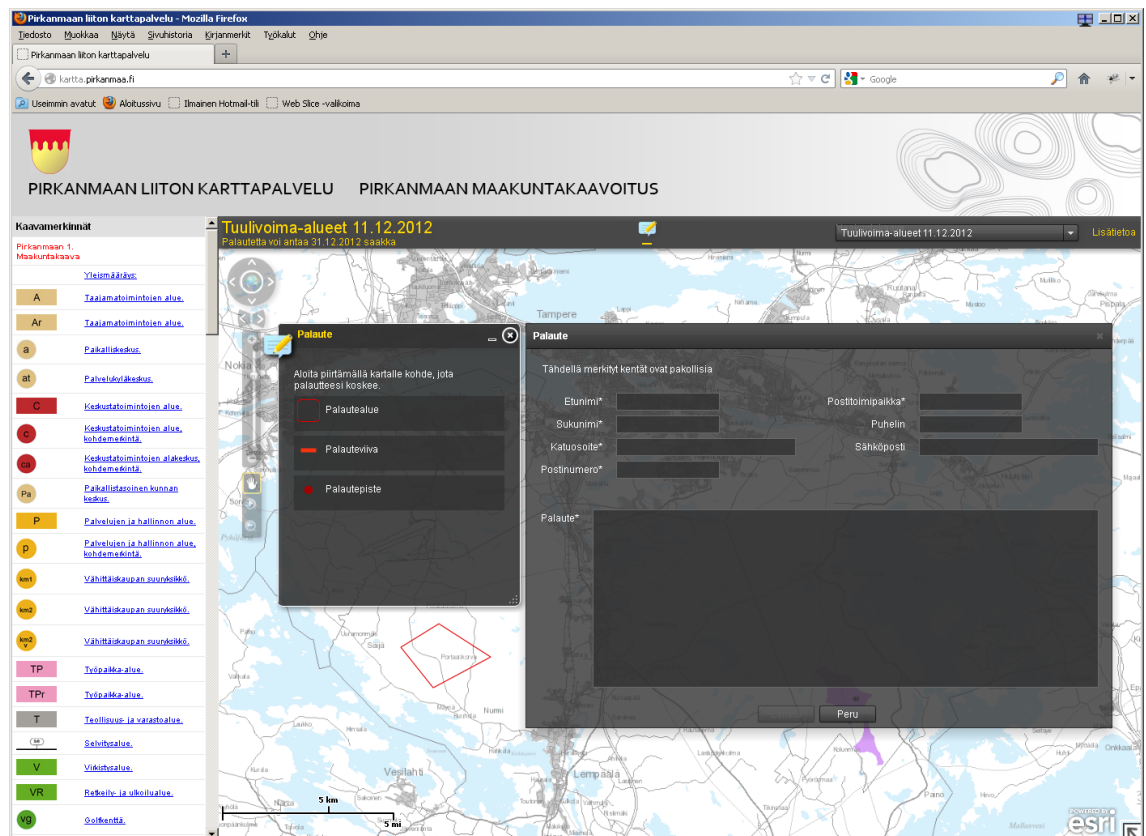 Pirkanmaan liiton karttapalvelu - Mozilla Firefox
Tiedosto Muokkaa Näytä Sivuhistoria Kirjanmerkit Työkalut Ohje
Pirkanmaan liiton karttapalvelu
kartta.pirkanmaa.fi
Google
Useimmin avatut Aloitussivu Ilmainen Hotmail-tili Web Slice -valikoima
PIRKANMAAN LIITON KARTTAPALVELU PIRKANMAAN MAAKUNTAKAAVOITUS
Kaavamerkinnät
Pirkanmaan 1.
Maakuntakaava
Yleismääräys:
A Taajamatoimintojen alue.
Ar Taajamatoimintojen alue.
a Paikalliskeskus.
at Palvelukyläkeskus.
C Keskustatoimintojen alue.
c Keskustatoimintojen alue,
kohdemerkintä.
ca Keskustatoimintojen alakeskus,
kohdemerkintä.
Pa Paikallistasoinen kunnan
keskus.
P Palvelujen ja hallinnon alue.
p Palvelujen ja hallinnon alue,
kohdemerkintä.
km1 Vähittäiskaupan suuryksikkö.
km2 Vähittäiskaupan suuryksikkö.
km2
v Vähittäiskaupan suuryksikkö.
TP Työpaikka-alue.
TPr Työpaikka-alue.
T Teollisuus- ja varastoalue.
Selvitysalue.
V Virkistysalue.
VR Retkeily- ja ulkoilualue.
vg Golfkenttä.
Tuulivoima-alueet 11.12.2012
Palautetta voi antaa 31.12.2012 saakka
Tuulivoima-alueet 11.12.2012
Lisätietoa
Tampere
Nokia
Palaute
Aloita piirtämällä kartalle kohde, jota
palautteesi koskee.
Palautealue
Palauteviiva
Palautepiste
Palaute
Tähdellä merkityt kentät ovat pakollisia
Etunimi* Postitoimipaikka*
Sukunimi* Puhelin
Katuosoite* Sähköposti
Postinumero*
Palaute*
Peru
Saija
Nurmi
Vesilahti
Lempäälä
5 km
5 mi
POWERED BY
esri